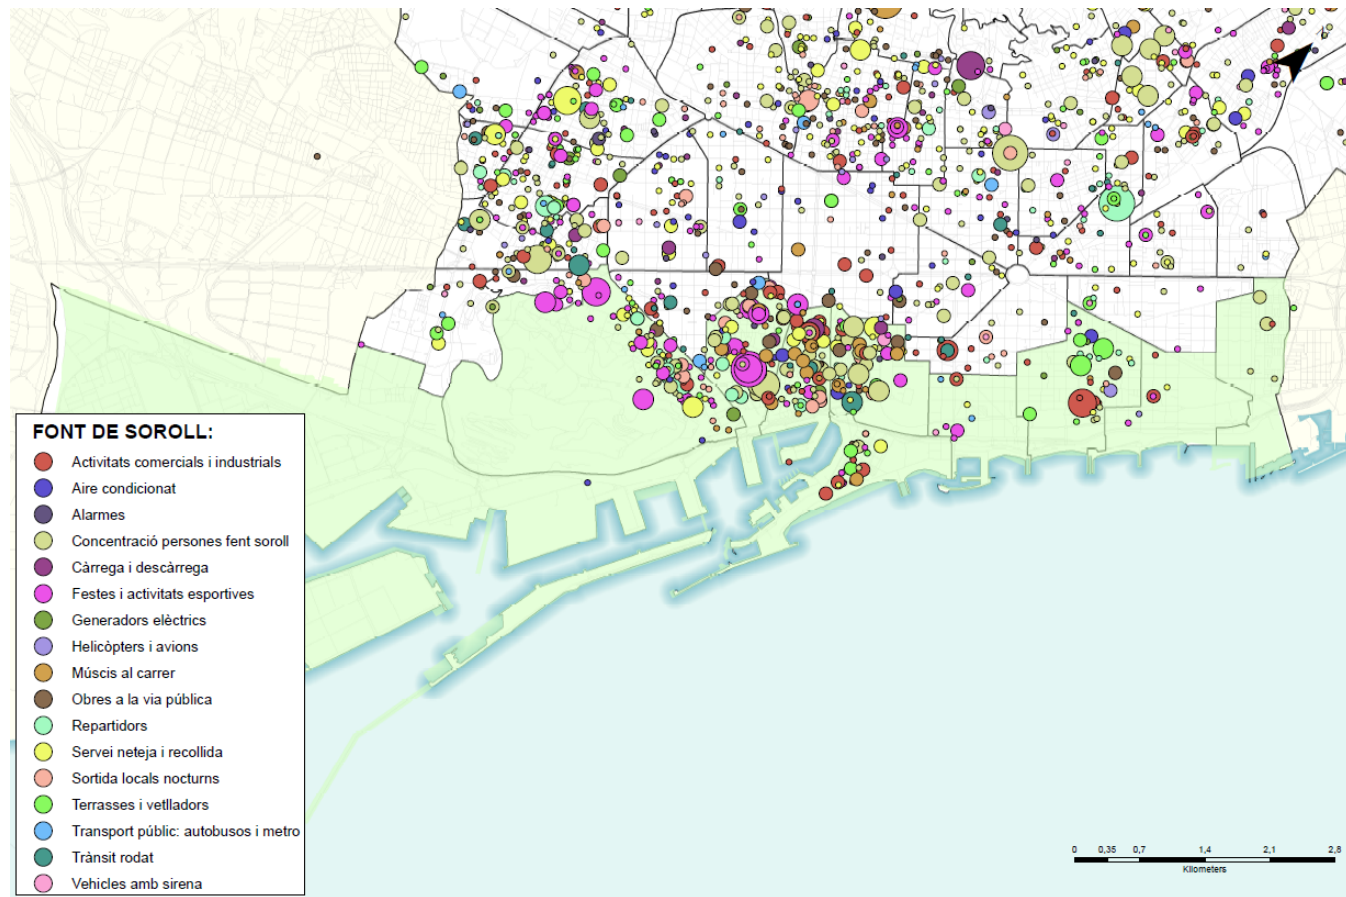 FONT DE SOROLL:
Activitats comercials i industrials
Aire condicionat
Alarmes
Concentració persones fent soroll
Càrrega i descàrrega
Festes i activitats esportives
Generadors elèctrics
Helicòpters i avions
Múscis al carrer
Obres a la via pública
Repartidors
Servei neteja i recollida
Sortida locals nocturns
Terrasses i vetlladors
Transport públic: autobusos i metro
Trànsit rodat
Vehicles amb sirena
0 0,35 0,7 1,4 2,1 2,8
Kilometers